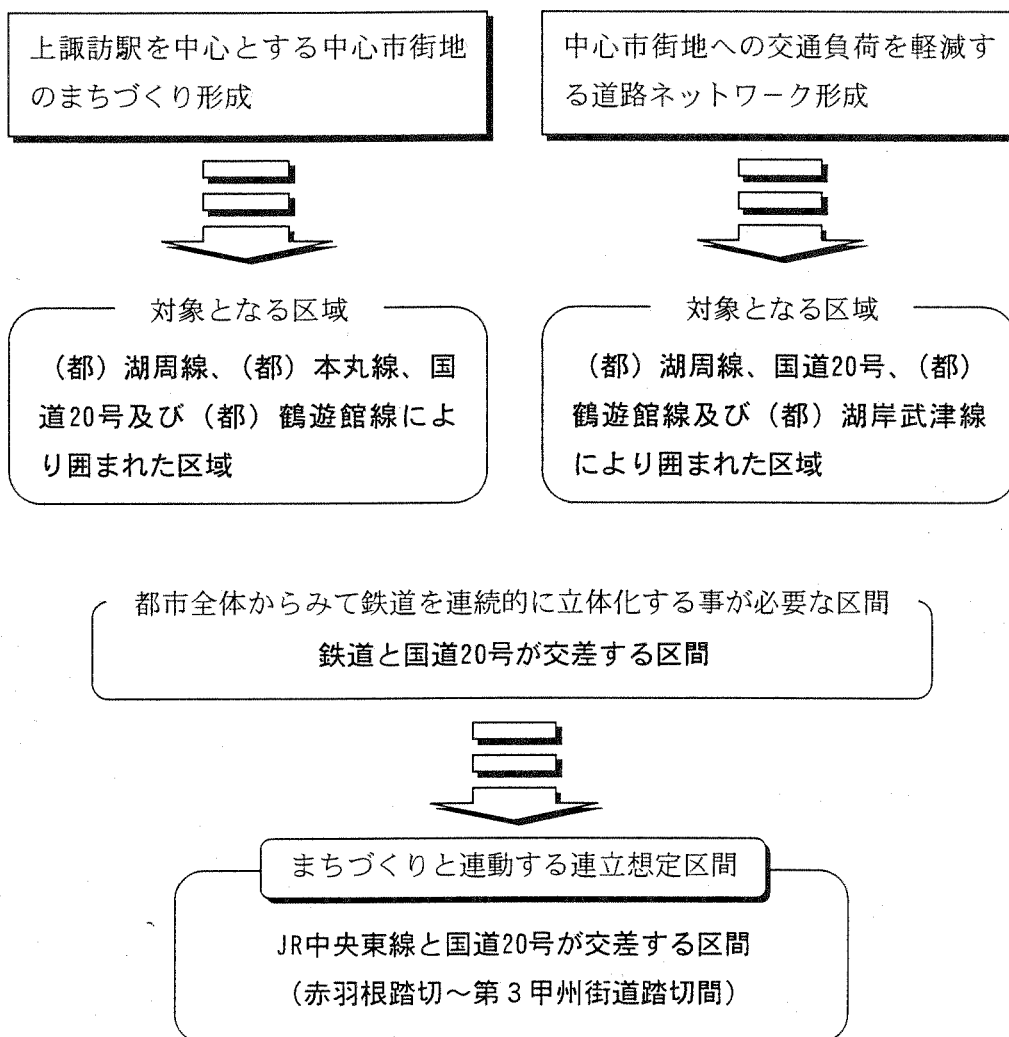 上諏訪駅を中心とする中心市街地
のまちづくり形成
中心市街地への交通負荷を軽減す
る道路ネットワーク形成
対象となる区域
（都）湖周線、（都）本丸線、国
道20号及び（都）鶴遊館線によ
り囲まれた区域
対象となる区域
（都）湖周線、国道20号、（都）
鶴遊館線及び（都）湖岸武津線
により囲まれた区域
都市全体からみて鉄道を連続的に立体化する事が必要な区間
鉄道と国道20号が交差する区間
まちづくりと連動する連立想定区間
JR中央東線と国道20号が交差する区間
（赤羽根踏切～第３甲州街道踏切間）